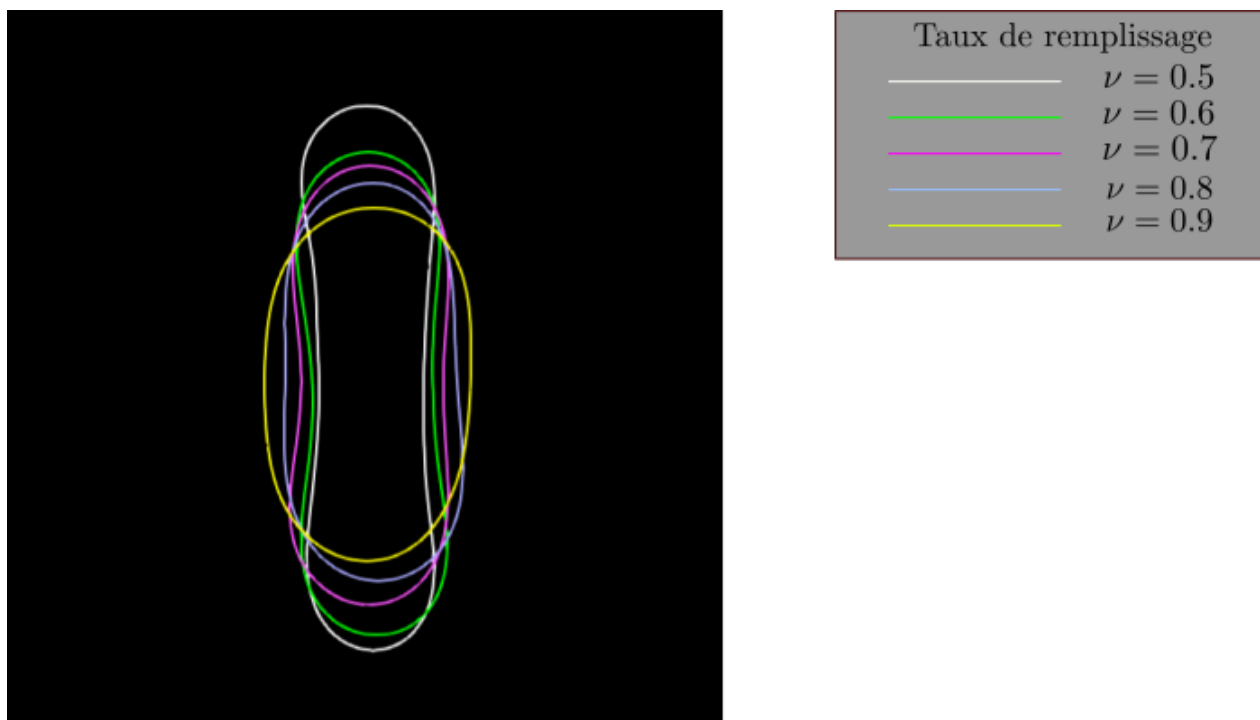 Taux de remplissage
ν = 0.5
ν = 0.6
ν = 0.7
ν = 0.8
ν = 0.9